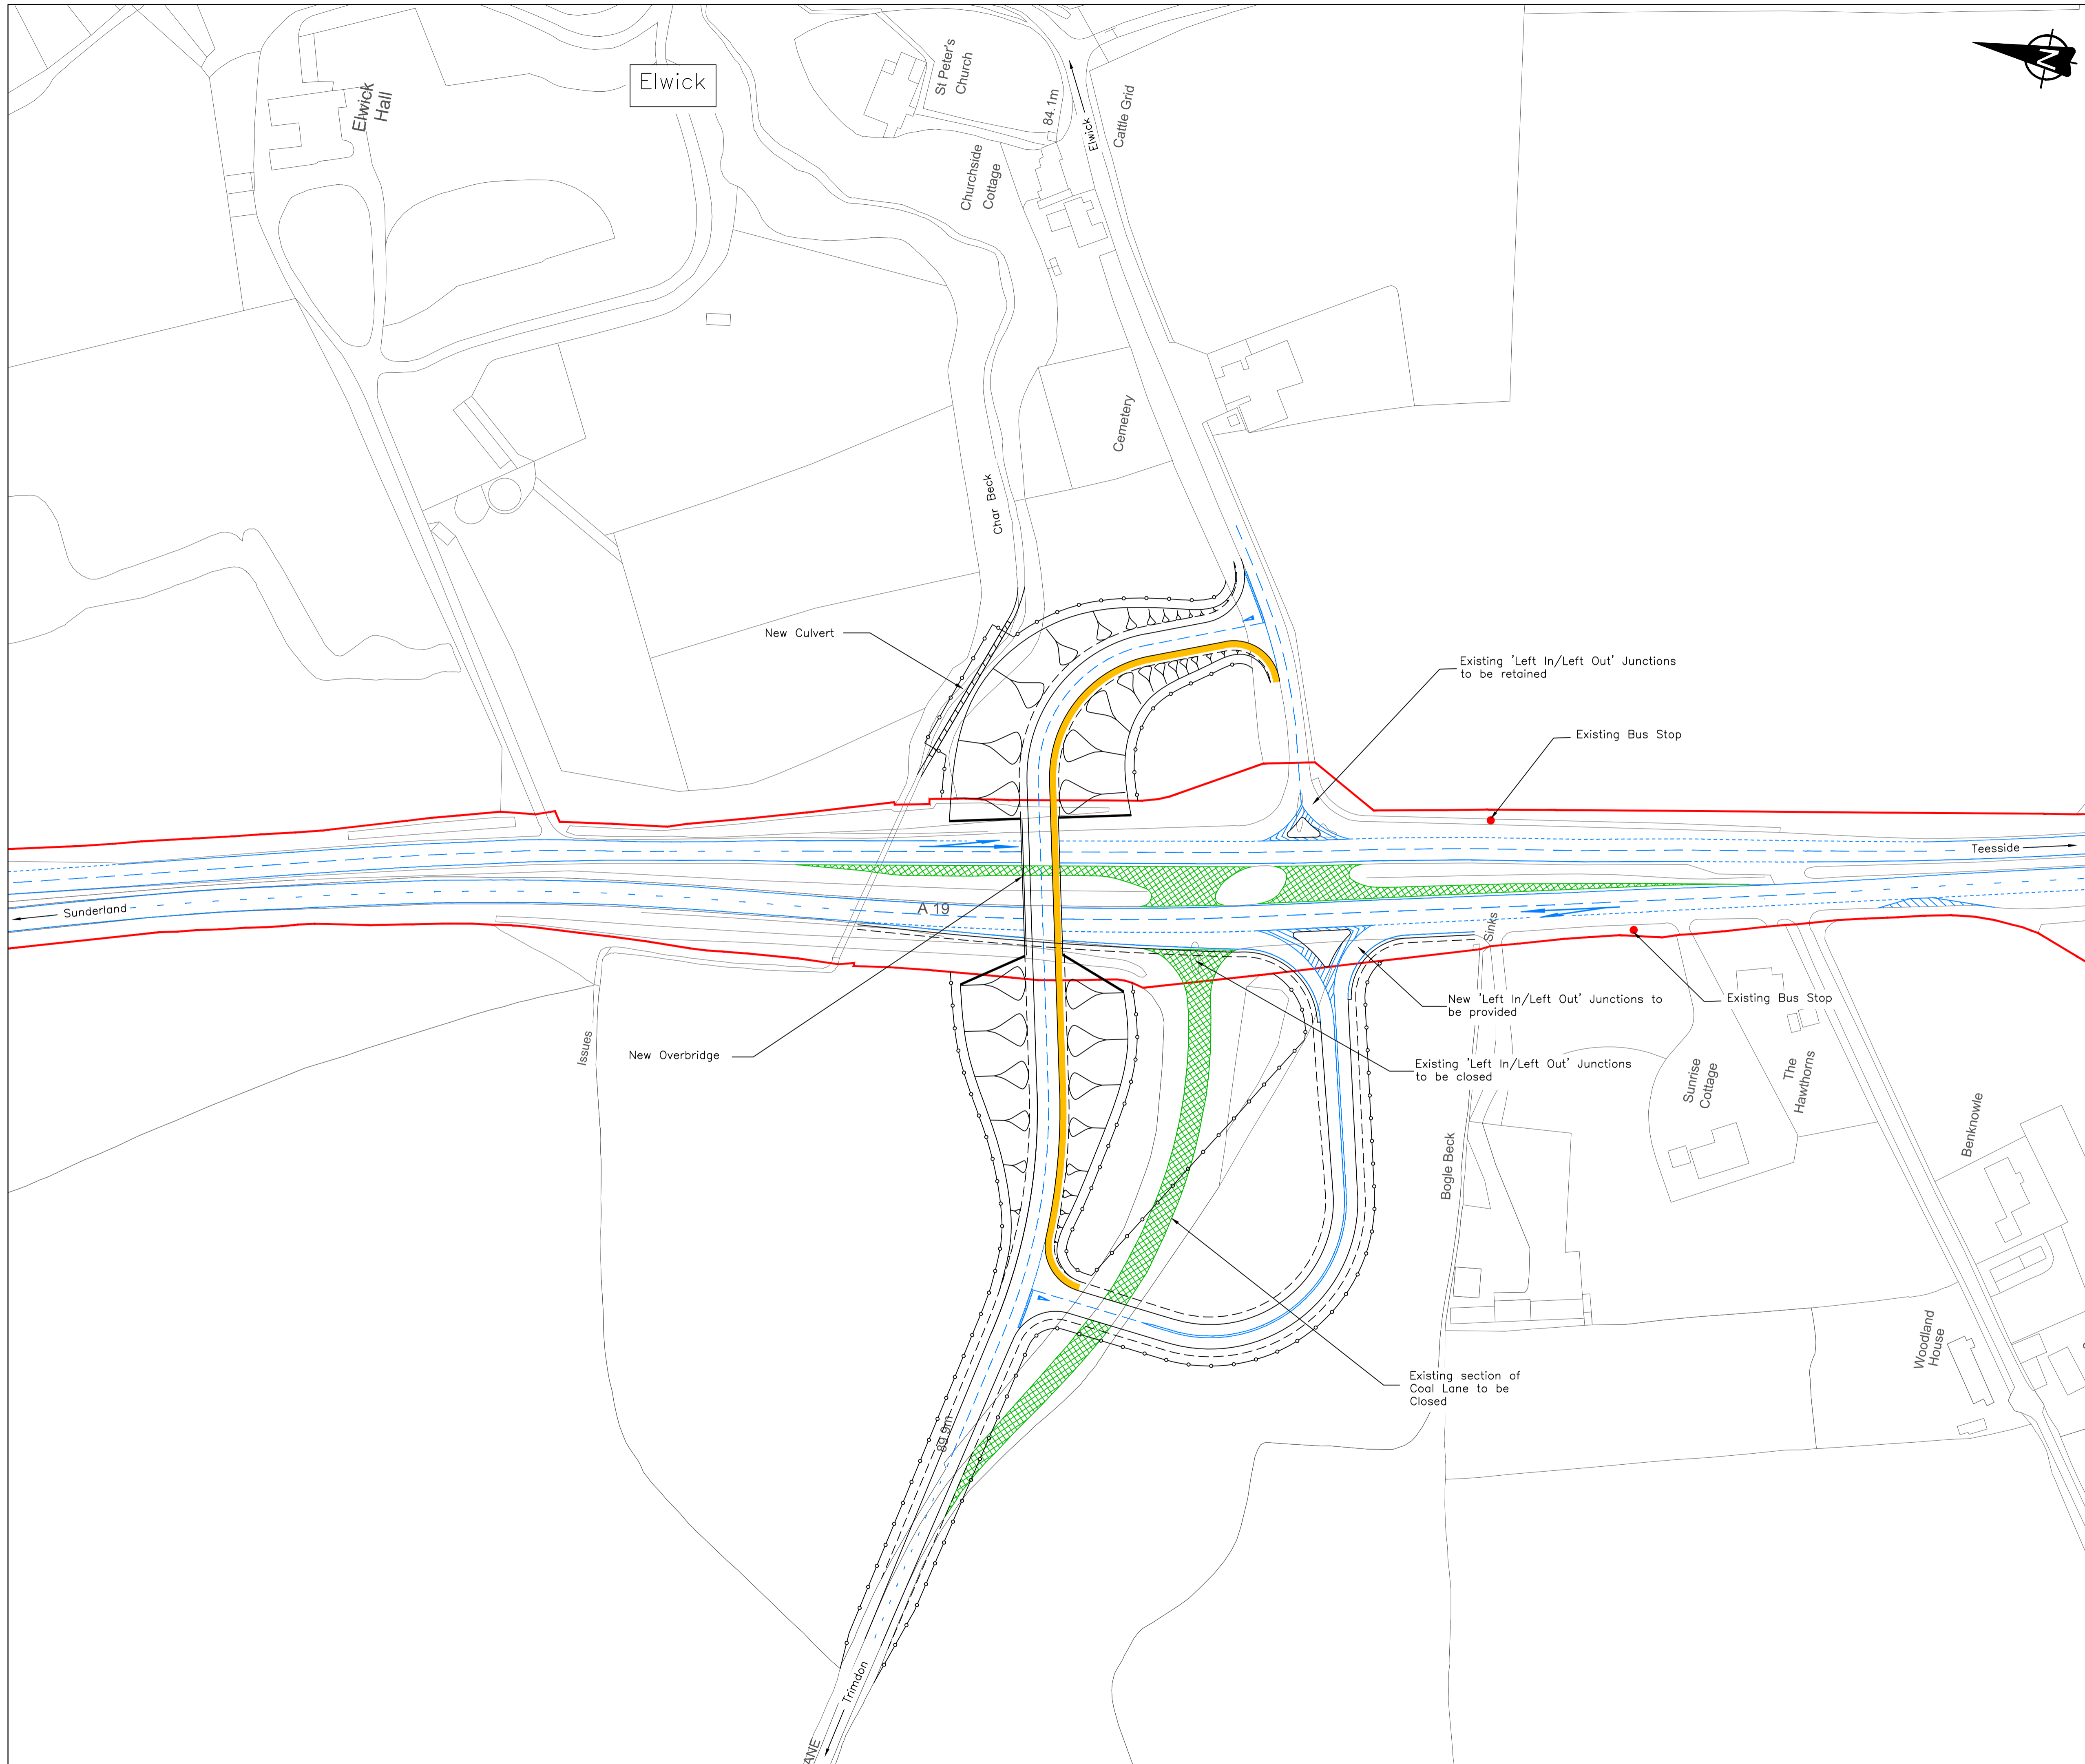 Elwick
Elwick
Hall
St Peter's
Church
84.1m
Elwick
Cattle Grid
N
Churchside
Cottage
Cemetery
Char Beck
New Culvert
Existing 'Left In/Left Out' Junctions
to be retained
Existing Bus Stop
Teesside
Sunderland
A 19
Sinks
New 'Left In/Left Out' Junctions to
be provided
Existing Bus Stop
Issues
New Overbridge
Existing 'Left In/Left Out' Junctions
to be closed
Sunrise
Cottage
The
Hawthorns
Benknowle
Bogle Beck
Woodland
House
Existing section of
Coal Lane to be
Closed
89.9m
Trimdon
ANE